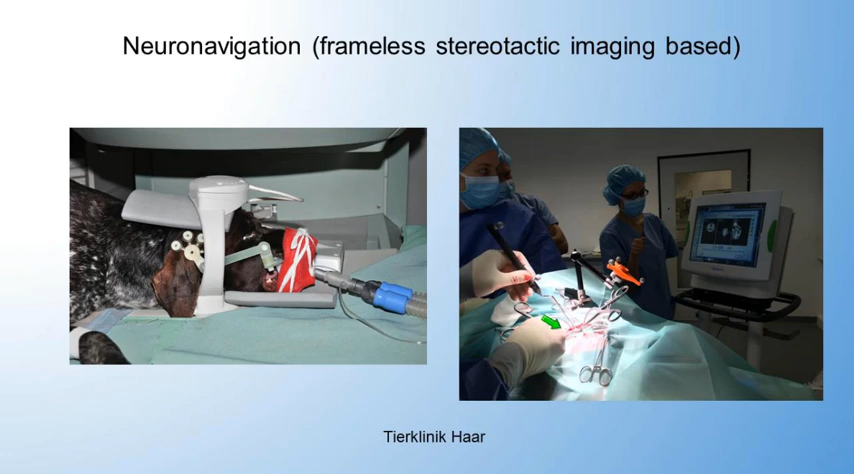 Neuronavigation (frameless stereotactic imaging based)
Tierklinik Haar